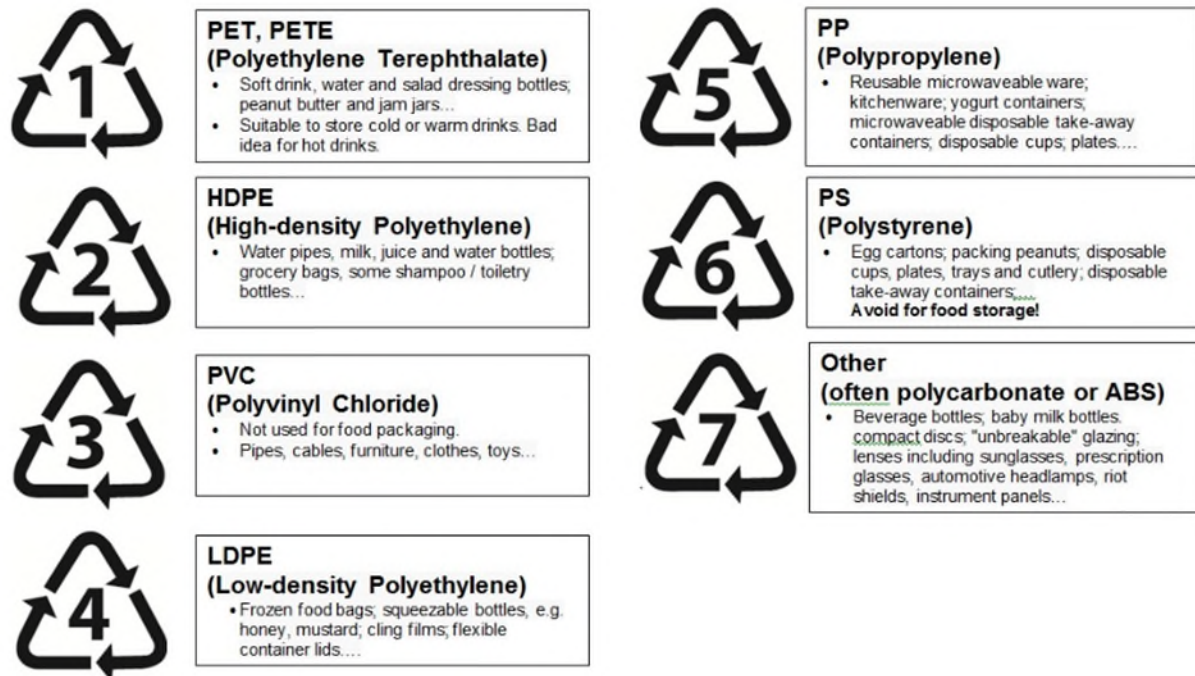 1
PET, PETE
(Polyethylene Terephthalate)
• Soft drink, water and salad dressing bottles;
peanut butter and jam jars…
• Suitable to store cold or warm drinks. Bad
idea for hot drinks.
2
HDPE
(High-density Polyethylene)
• Water pipes, milk, juice and water bottles;
grocery bags, some shampoo / toiletry
bottles…
3
PVC
(Polyvinyl Chloride)
• Not used for food packaging.
• Pipes, cables, furniture, clothes, toys…
4
LDPE
(Low-density Polyethylene)
• Frozen food bags; squeezable bottles, e.g.
honey, mustard; cling films; flexible
container lids….
5
PP
(Polypropylene)
• Reusable microwaveable ware;
kitchenware; yogurt containers;
microwaveable disposable take-away
containers; disposable cups; plates….
6
PS
(Polystyrene)
• Egg cartons; packing peanuts; disposable
cups, plates, trays and cutlery; disposable
take-away containers;….
Avoid for food storage!
7
Other
(often polycarbonate or ABS)
• Beverage bottles; baby milk bottles.
compact discs; "unbreakable" glazing;
lenses including sunglasses, prescription
glasses, automotive headlamps, riot
shields, instrument panels…